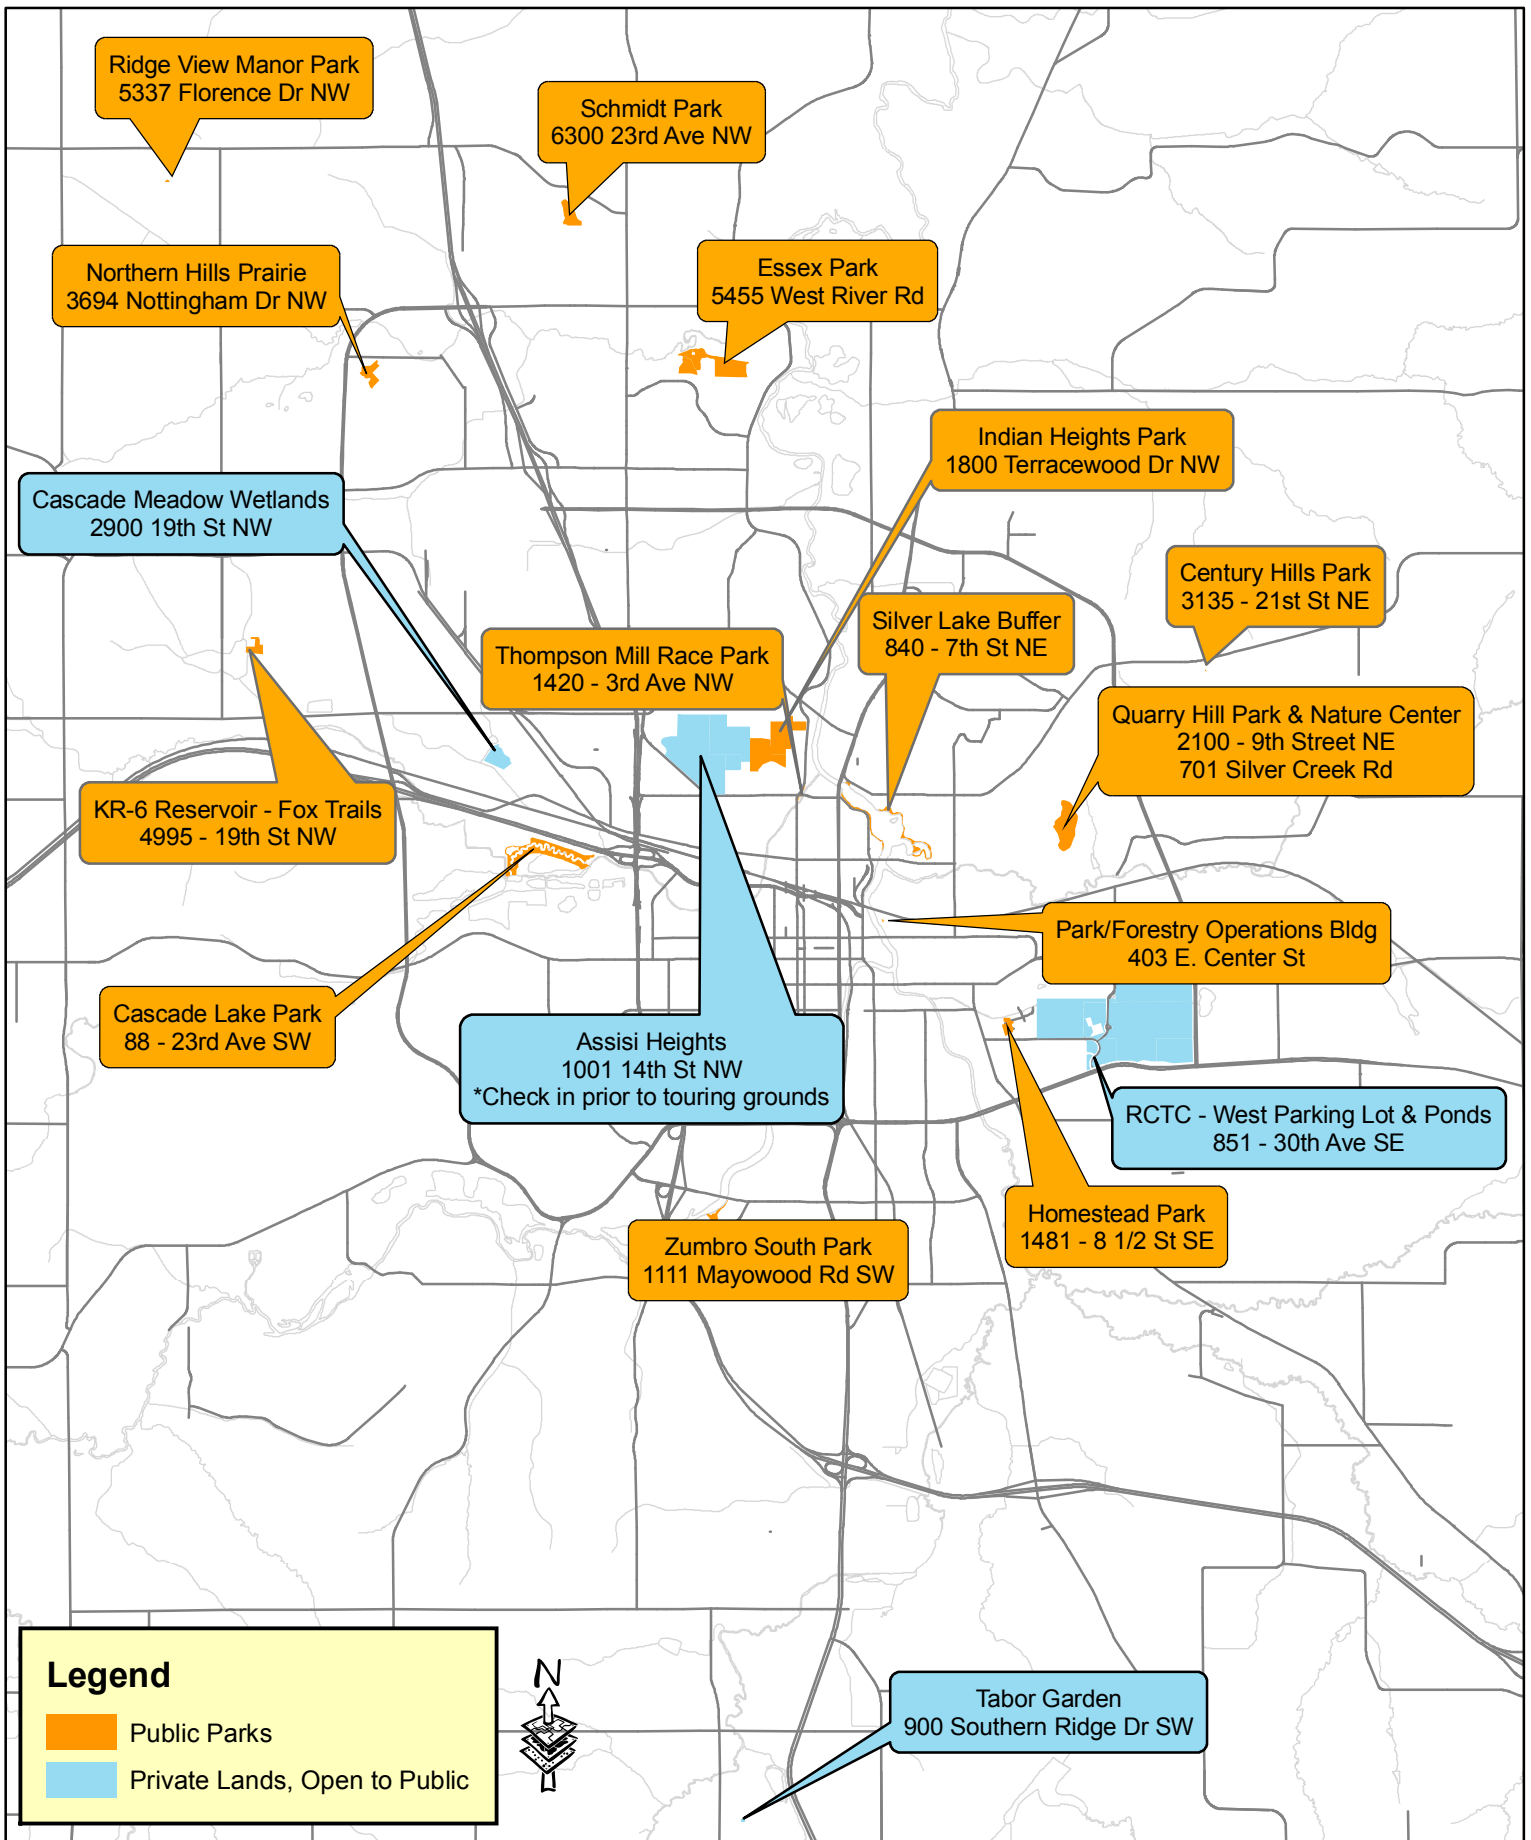 Ridge View Manor Park
5337 Florence Dr NW
Schmidt Park
6300 23rd Ave NW
Northern Hills Prairie
3694 Nottingham Dr NW
Essex Park
5455 West River Rd
Indian Heights Park
1800 Terracewood Dr NW
Cascade Meadow Wetlands
2900 19th St NW
Century Hills Park
3135 - 21st St NE
Silver Lake Buffer
840 - 7th St NE
Thompson Mill Race Park
1420 - 3rd Ave NW
Quarry Hill Park & Nature Center
2100 - 9th Street NE
701 Silver Creek Rd
KR-6 Reservoir - Fox Trails
4995 - 19th St NW
Park/Forestry Operations Bldg
403 E. Center St
Cascade Lake Park
88 - 23rd Ave SW
Assisi Heights
1001 14th St NW
*Check in prior to touring grounds
RCTC - West Parking Lot & Ponds
851 - 30th Ave SE
Homestead Park
1481 - 8 1/2 St SE
Zumbro South Park
1111 Mayowood Rd SW
Legend
Public Parks
Private Lands, Open to Public
N
Tabor Garden
900 Southern Ridge Dr SW